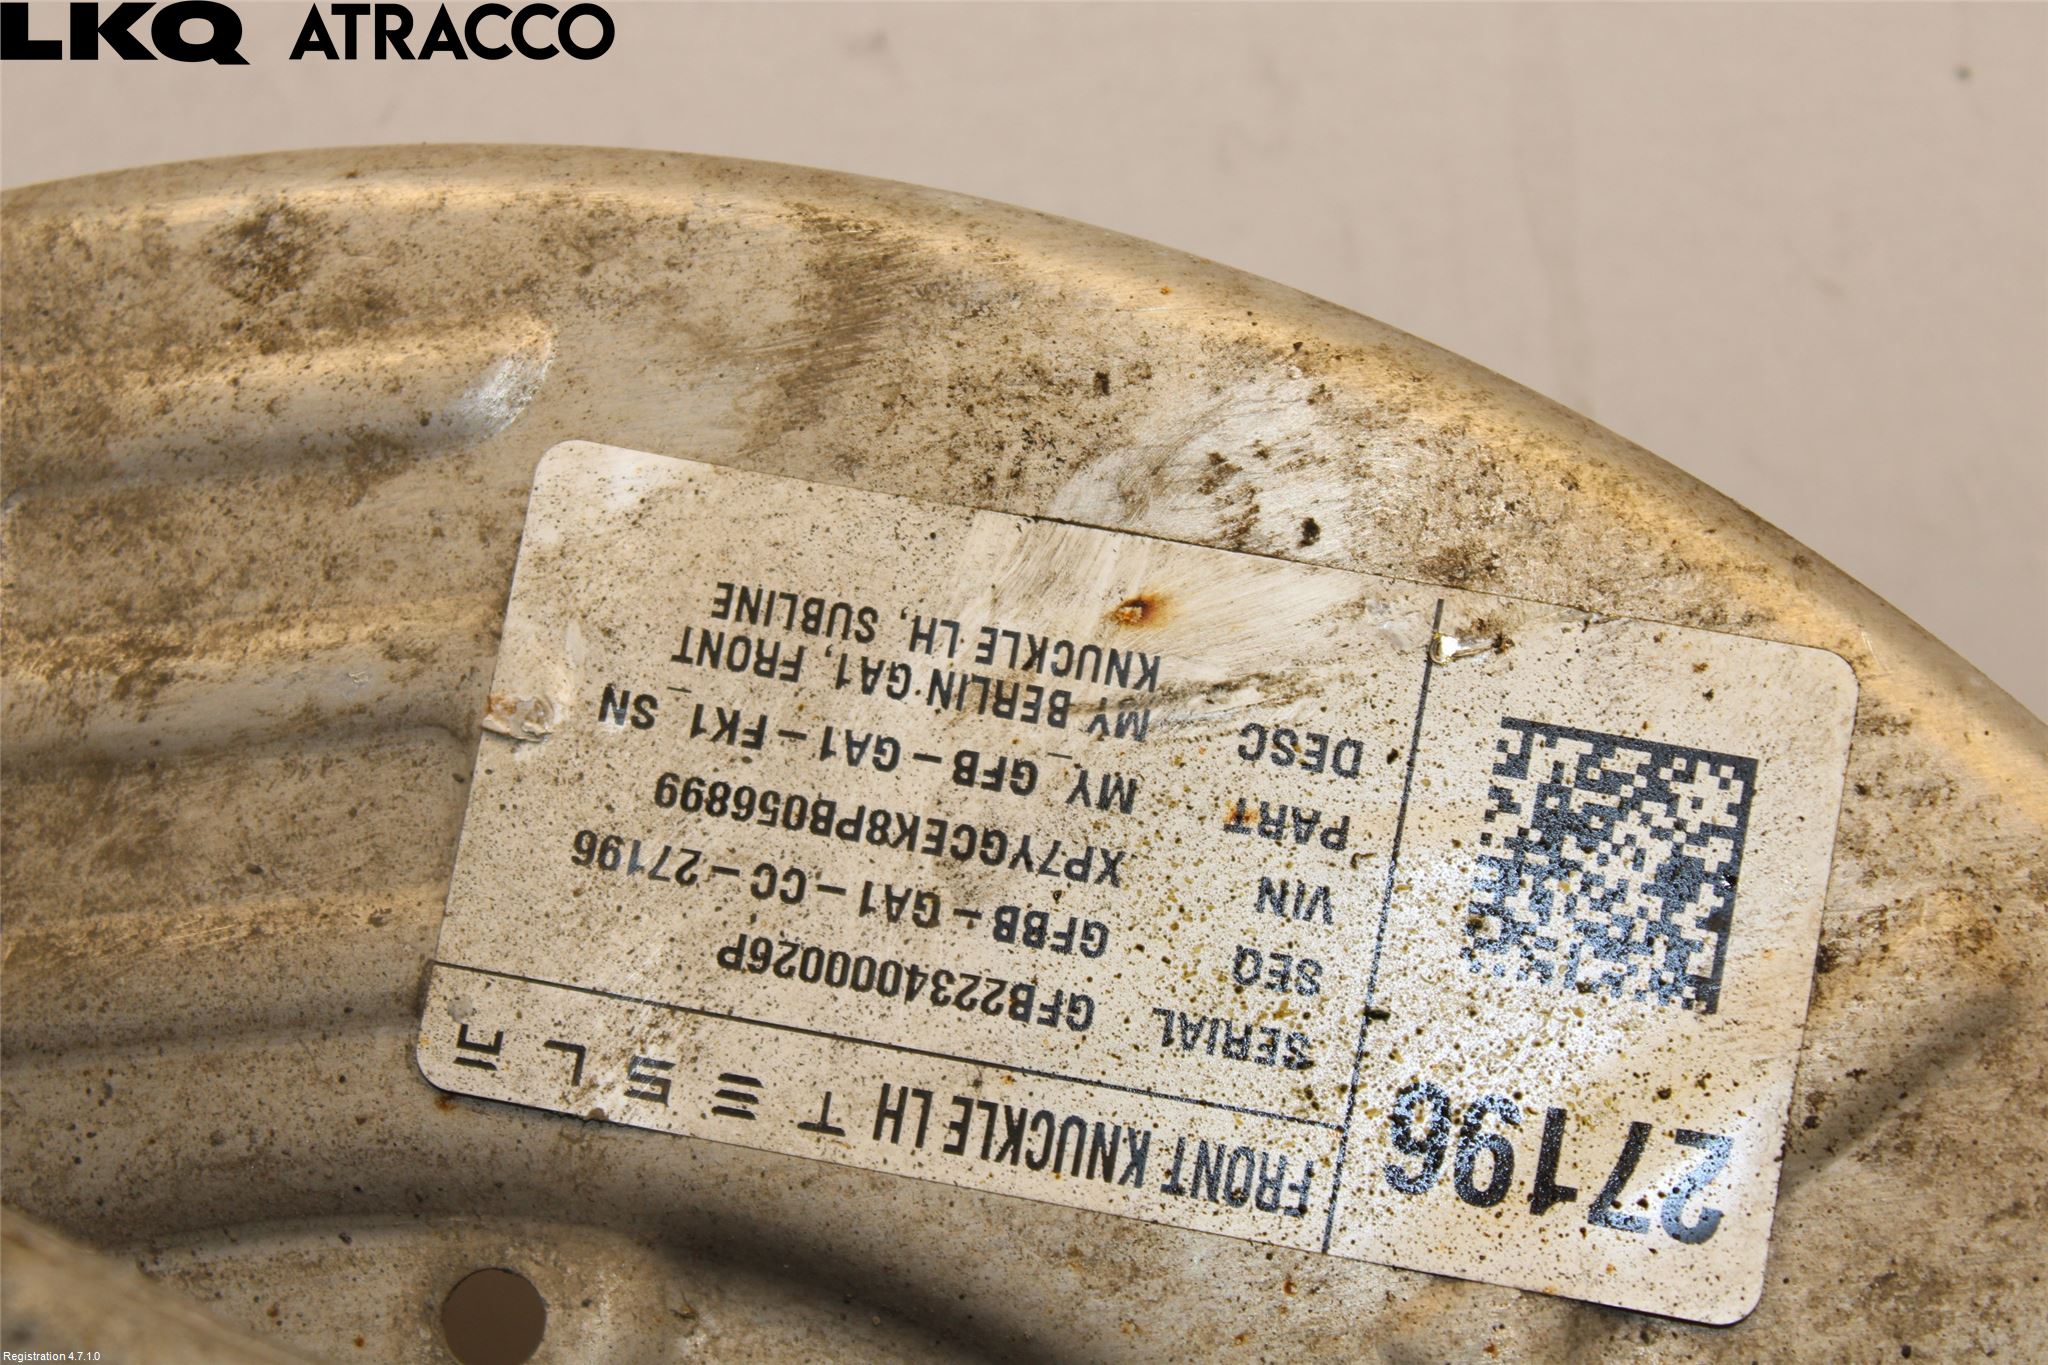 LKQ ATRACCO
27196
FRONT KNUCKLE LH TESLA
SERIAL GFB2234000026P
SEQ GFBB-GA1-CC-27196
VIN XP7YGCEK8PB056899
PART MY_GFB-GA1-FK1_SN
DESC MY BERLIN GA1, FRONT
KNUCKLE LH, SUBLINE
Registration 4.7.1.0